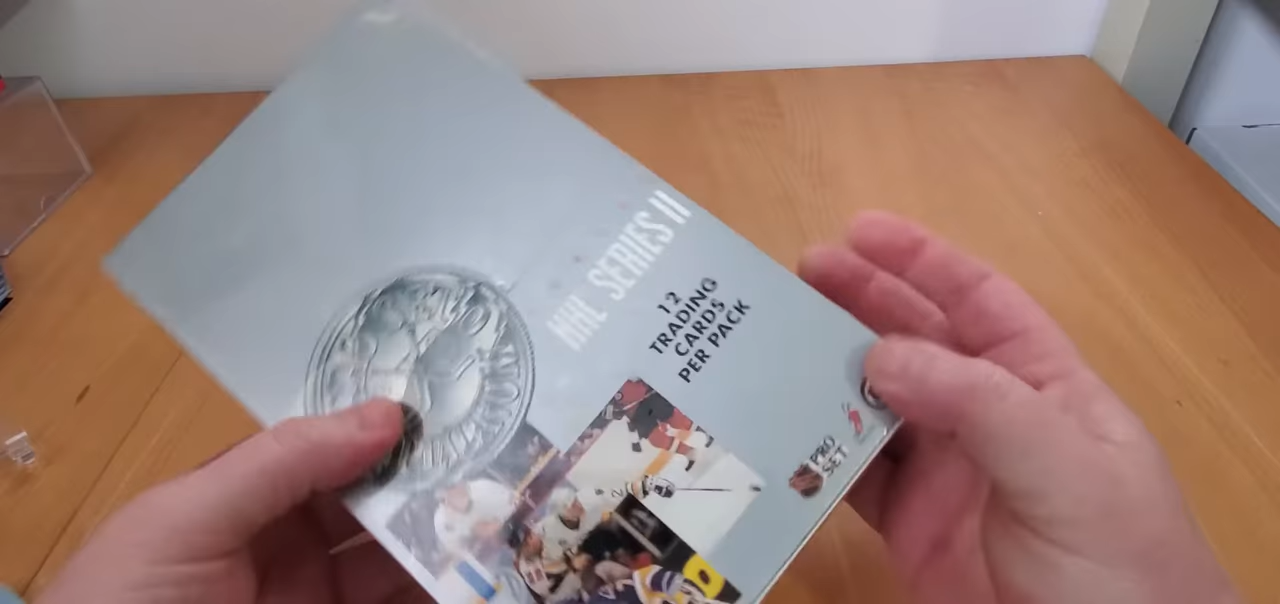 NHL SERIES II
12
TRADING
CARDS
PER PACK
PRO
SET